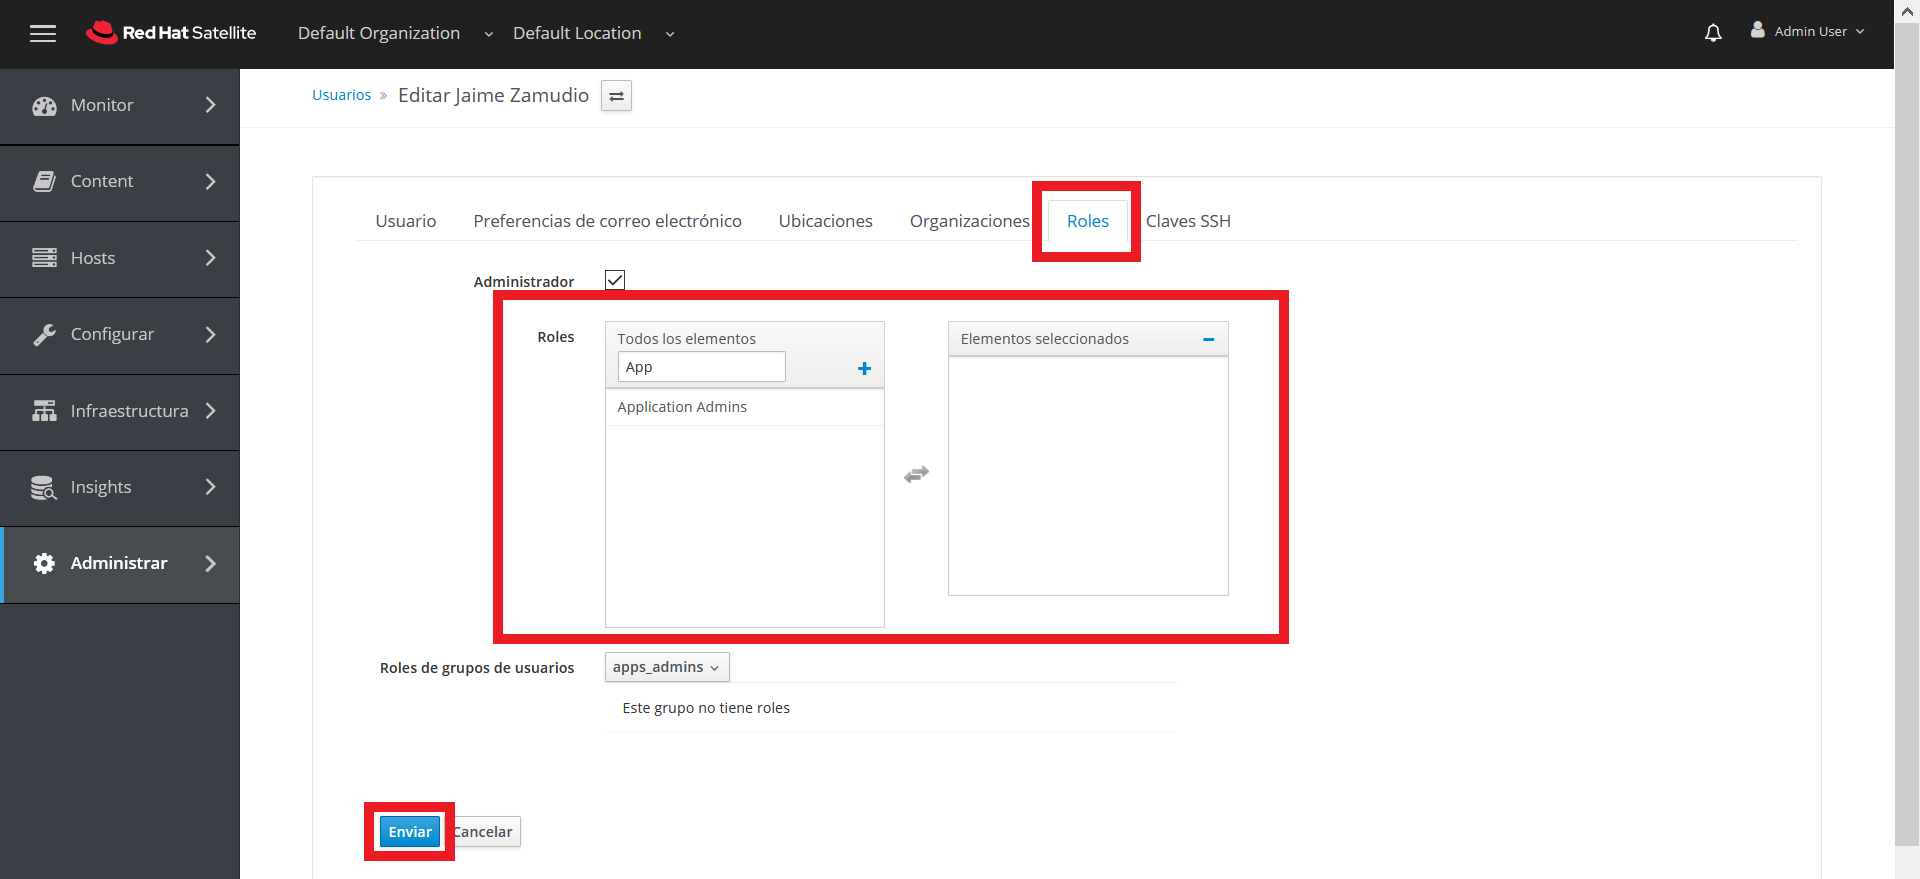 Red Hat Satellite
Default Organization
Default Location
Admin User
Monitor
Content
Hosts
Configurar
Infraestructura
Insights
Administrar
Usuarios » Editar Jaime Zamudio
Usuario
Preferencias de correo electrónico
Ubicaciones
Organizaciones
Roles
Claves SSH
Administrador
Roles
Todos los elementos
App
Application Admins
Elementos seleccionados
Roles de grupos de usuarios
apps_admins
Este grupo no tiene roles
Enviar
Cancelar